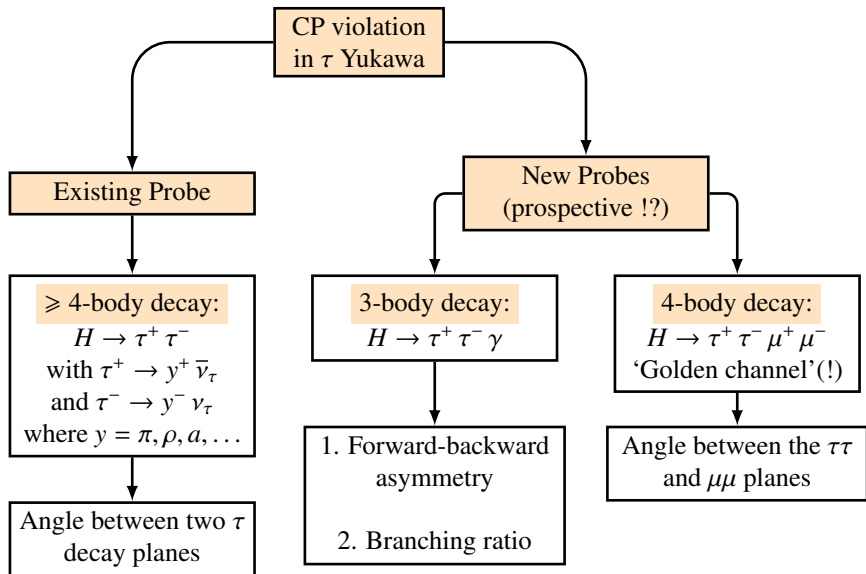 CP violation
in τ Yukawa
Existing Probe
New Probes
(prospective !?)
⩾ 4-body decay:
H → τ⁺ τ⁻
with τ⁺ → y⁺ ν̅_τ
and τ⁻ → y⁻ ν_τ
where y = π, ρ, a, . . .
Angle between two τ
decay planes
3-body decay:
H → τ⁺ τ⁻ γ
1. Forward-backward
asymmetry
2. Branching ratio
4-body decay:
H → τ⁺ τ⁻ μ⁺ μ⁻
‘Golden channel’(!)
Angle between the ττ
and μμ planes